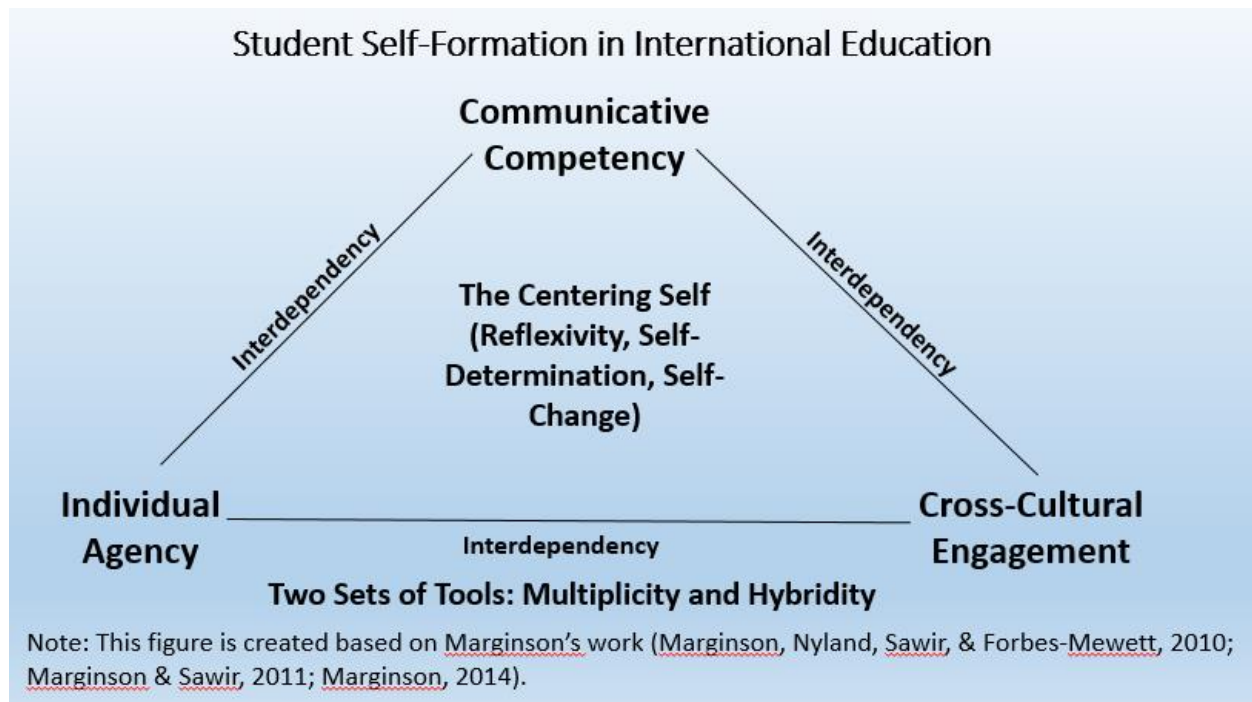 Student Self-Formation in International Education
Communicative
Competency
Interdependency
Interdependency
The Centering Self
(Reflexivity, Self-
Determination, Self-
Change)
Individual
Agency
Cross-Cultural
Engagement
Interdependency
Two Sets of Tools: Multiplicity and Hybridity
Note: This figure is created based on Marginson’s work (Marginson, Nyland, Sawir, & Forbes-Mewett, 2010;
Marginson & Sawir, 2011; Marginson, 2014).